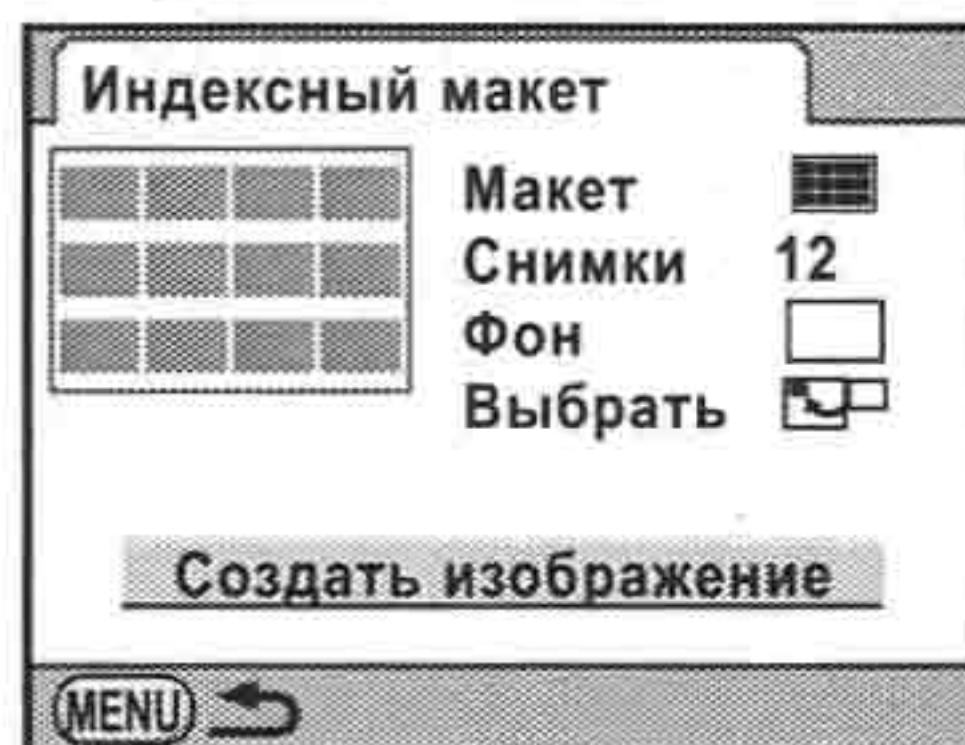 Индексный макет
Макет
Снимки 12
Фон
Выбрать
Создать изображение
MENU